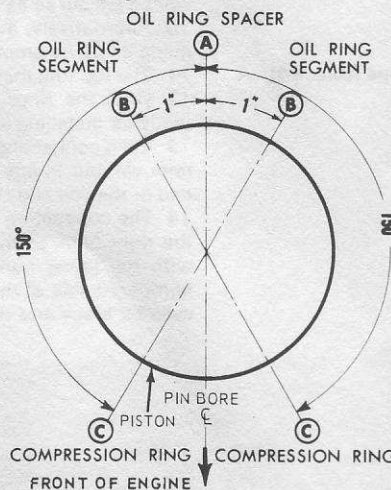 OIL RING SPACER
A
OIL RING SEGMENT
OIL RING SEGMENT
B
1"
1"
B
150°
PISTON
PIN BORE
℄
C
C
COMPRESSION RING
COMPRESSION RING
FRONT OF ENGINE